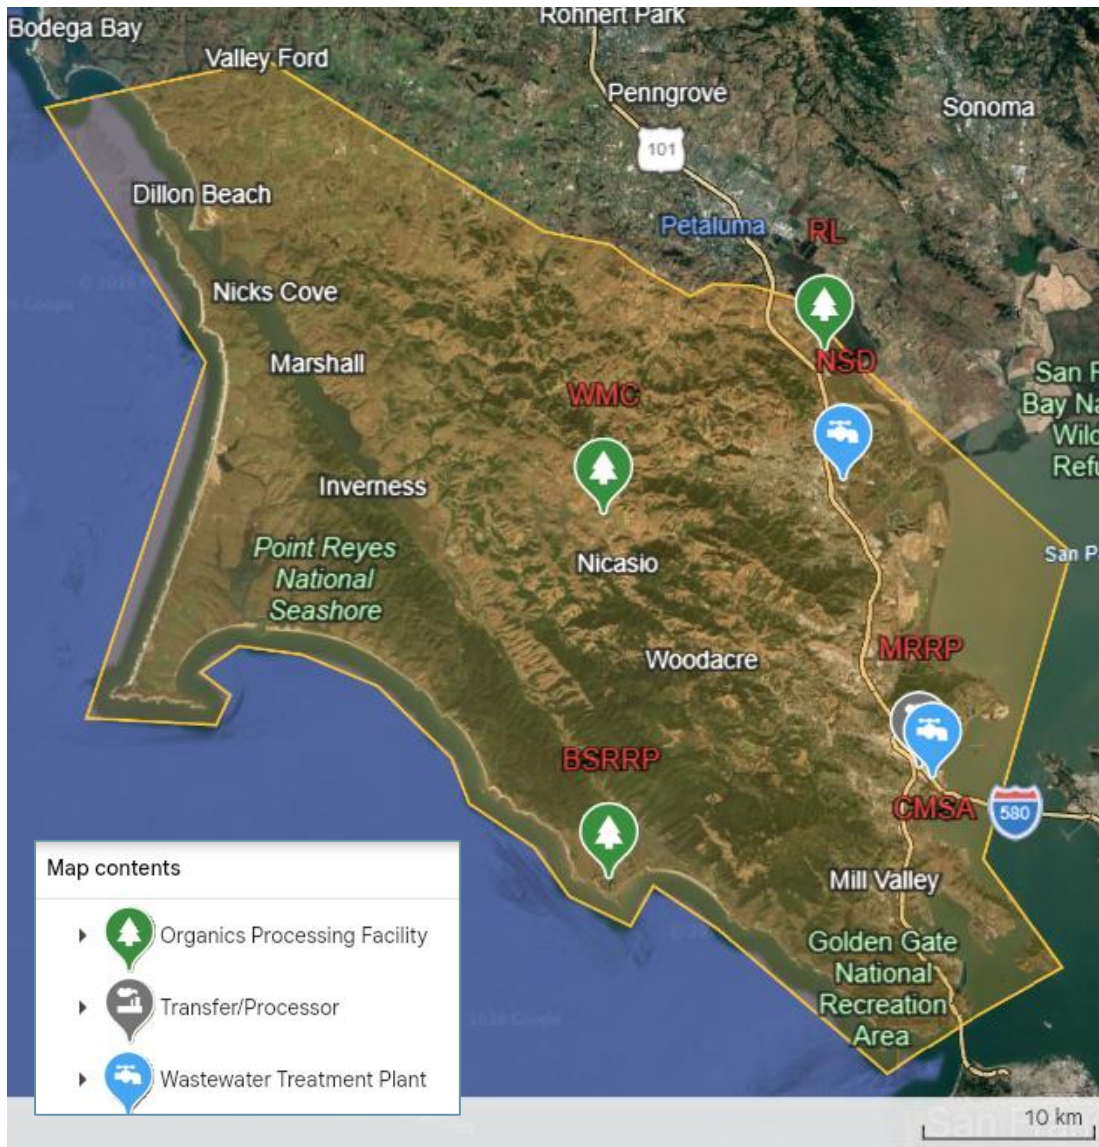 Rohnert Park
Bodega Bay
Valley Ford
Penngrove
Sonoma
101
Dillon Beach
Petaluma
RL
Nicks Cove
Marshall
NSD
San F
Bay Na
Wild
Refu
WMC
Inverness
Point Reyes
National
Seashore
Nicasio
San P
Woodacre
MRRP
BSRRP
CMSA
580
Mill Valley
Golden Gate
National
Recreation
Area
Map contents
Organics Processing Facility
Transfer/Processor
Wastewater Treatment Plant
10 km